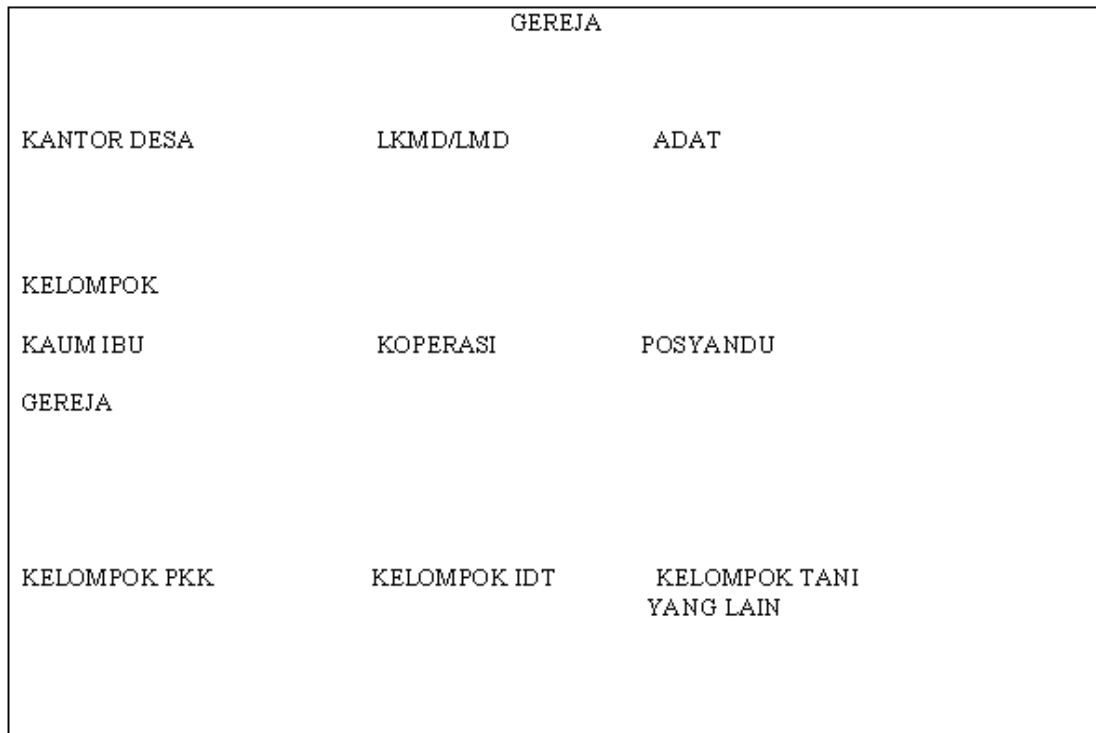 GEREJA
KANTOR DESA LKMD/LMD ADAT
KELOMPOK
KAUM IBU KOPERASI POSYANDU
GEREJA
KELOMPOK PKK KELOMPOK IDT KELOMPOK TANI
YANG LAIN